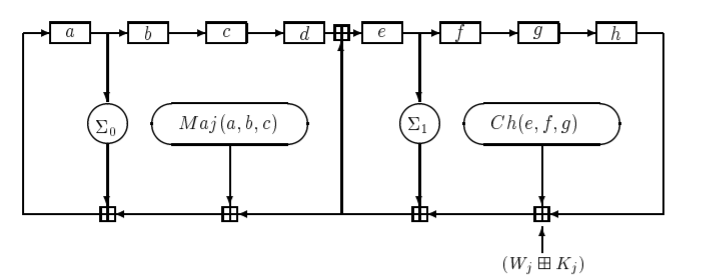 a b c d ⊞ e f g h
Σ₀ Maj(a, b, c) Σ₁ Ch(e, f, g)
⊞ ⊞ ⊞ ⊞
(Wⱼ ⊞ Kⱼ)